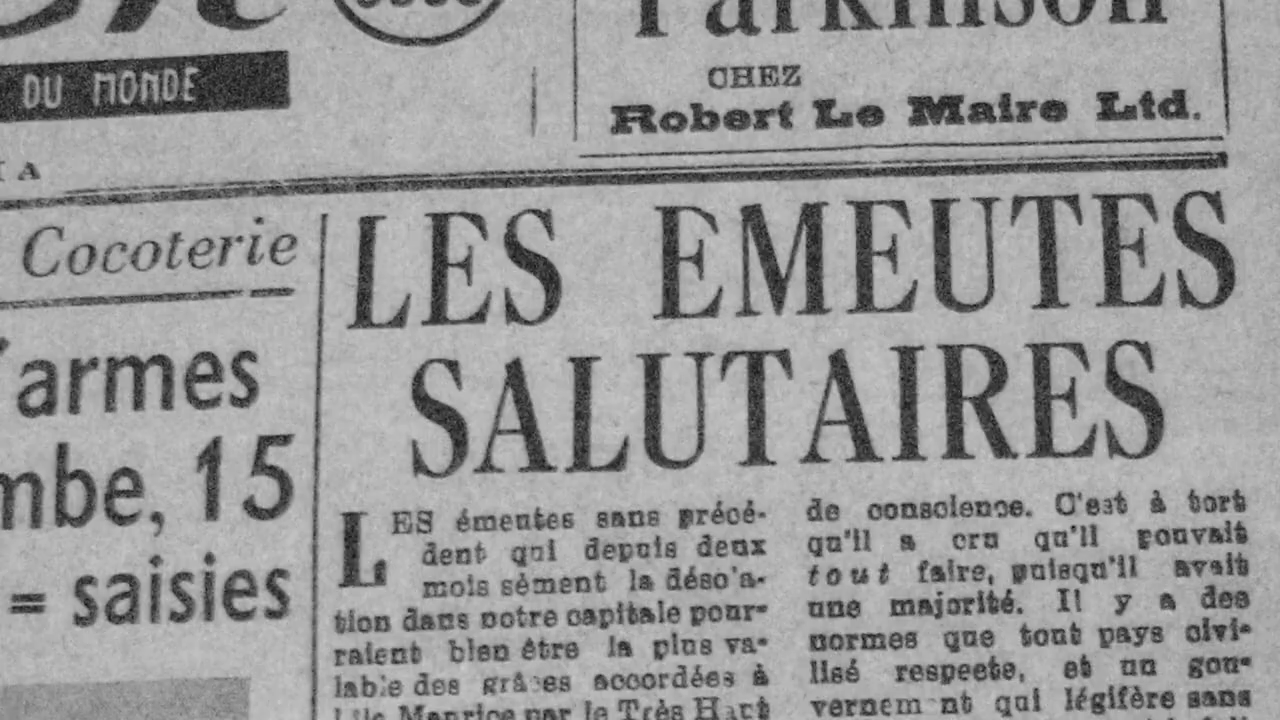 DU MONDE
Parkinson
CHEZ
Robert Le Maire Ltd.
Cocoterie
armes
mbe, 15
= saisies
LES EMEUTES
SALUTAIRES
LES émeutes sans précé-
dent qui depuis deux
mois sèment la déso'a-
tion dans notre capitale pour-
raient bien être la plus va-
lable des grâces accordées à
Maurice par le Très Haut
de conscience. C'est à tort
qu'il a cru qu'il pouvait
tout faire, puisqu'il avait
une majorité. Il y a des
normes que tout pays civi-
lisé respecte, et un gou-
vernem nt qui légifère sans